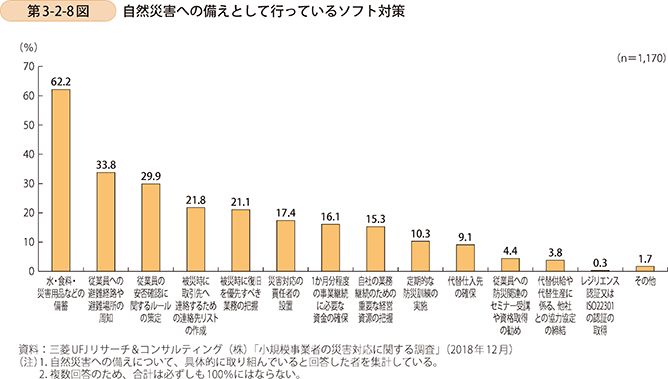 第3-2-8図 自然災害への備えとして行っているソフト対策
(%)
(n=1,170)
70
60
50
40
30
20
10
0
62.2
33.8
29.9
21.8
21.1
17.4
16.1
15.3
10.3
9.1
4.4
3.8
0.3
1.7
水・食料・
災害用品などの
備蓄
従業員への
避難経路や
避難場所の
周知
従業員の
安否確認に
関するルール
の策定
被災時に
取引先へ
連絡するため
の連絡先リスト
の作成
被災時に復旧
を優先すべき
業務の把握
災害対応の
責任者の
設置
1か月分程度
の事業継続
に必要な
資金の確保
自社の業務
継続のための
重要な経営
資源の把握
定期的な
防災訓練の
実施
代替仕入先
の確保
従業員への
防災関連の
セミナー受講
や資格取得の
勧め
代替供給や
代替生産に
係る、他社
との協力協定
の締結
レジリエンス
認証又は
ISO22301
の認証の
取得
その他
資料:三菱UFJリサーチ&コンサルティング(株)「小規模事業者の災害対応に関する調査」(2018年12月)
(注)1. 自然災害への備えについて、具体的に取り組んでいると回答した者を集計している。
2. 複数回答のため、合計は必ずしも100%にはならない。